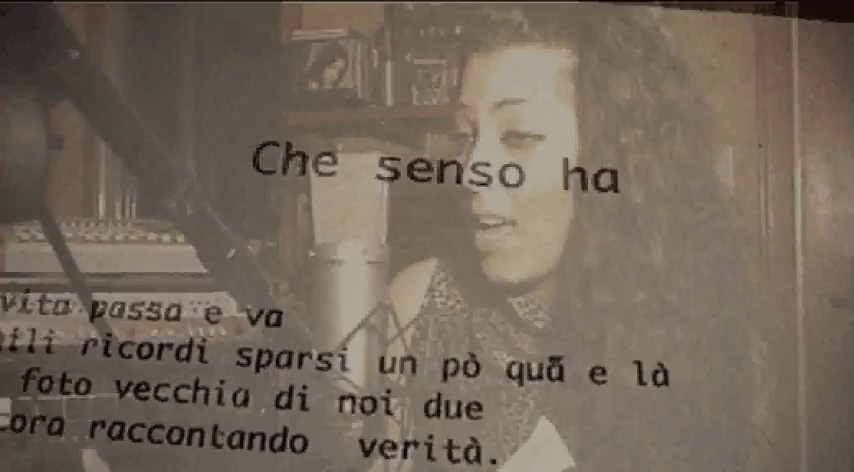 Che senso ha
vita passa e va
ili ricordi sparsi un pò quã e là
foto vecchia di noi due
cora raccontando verità.